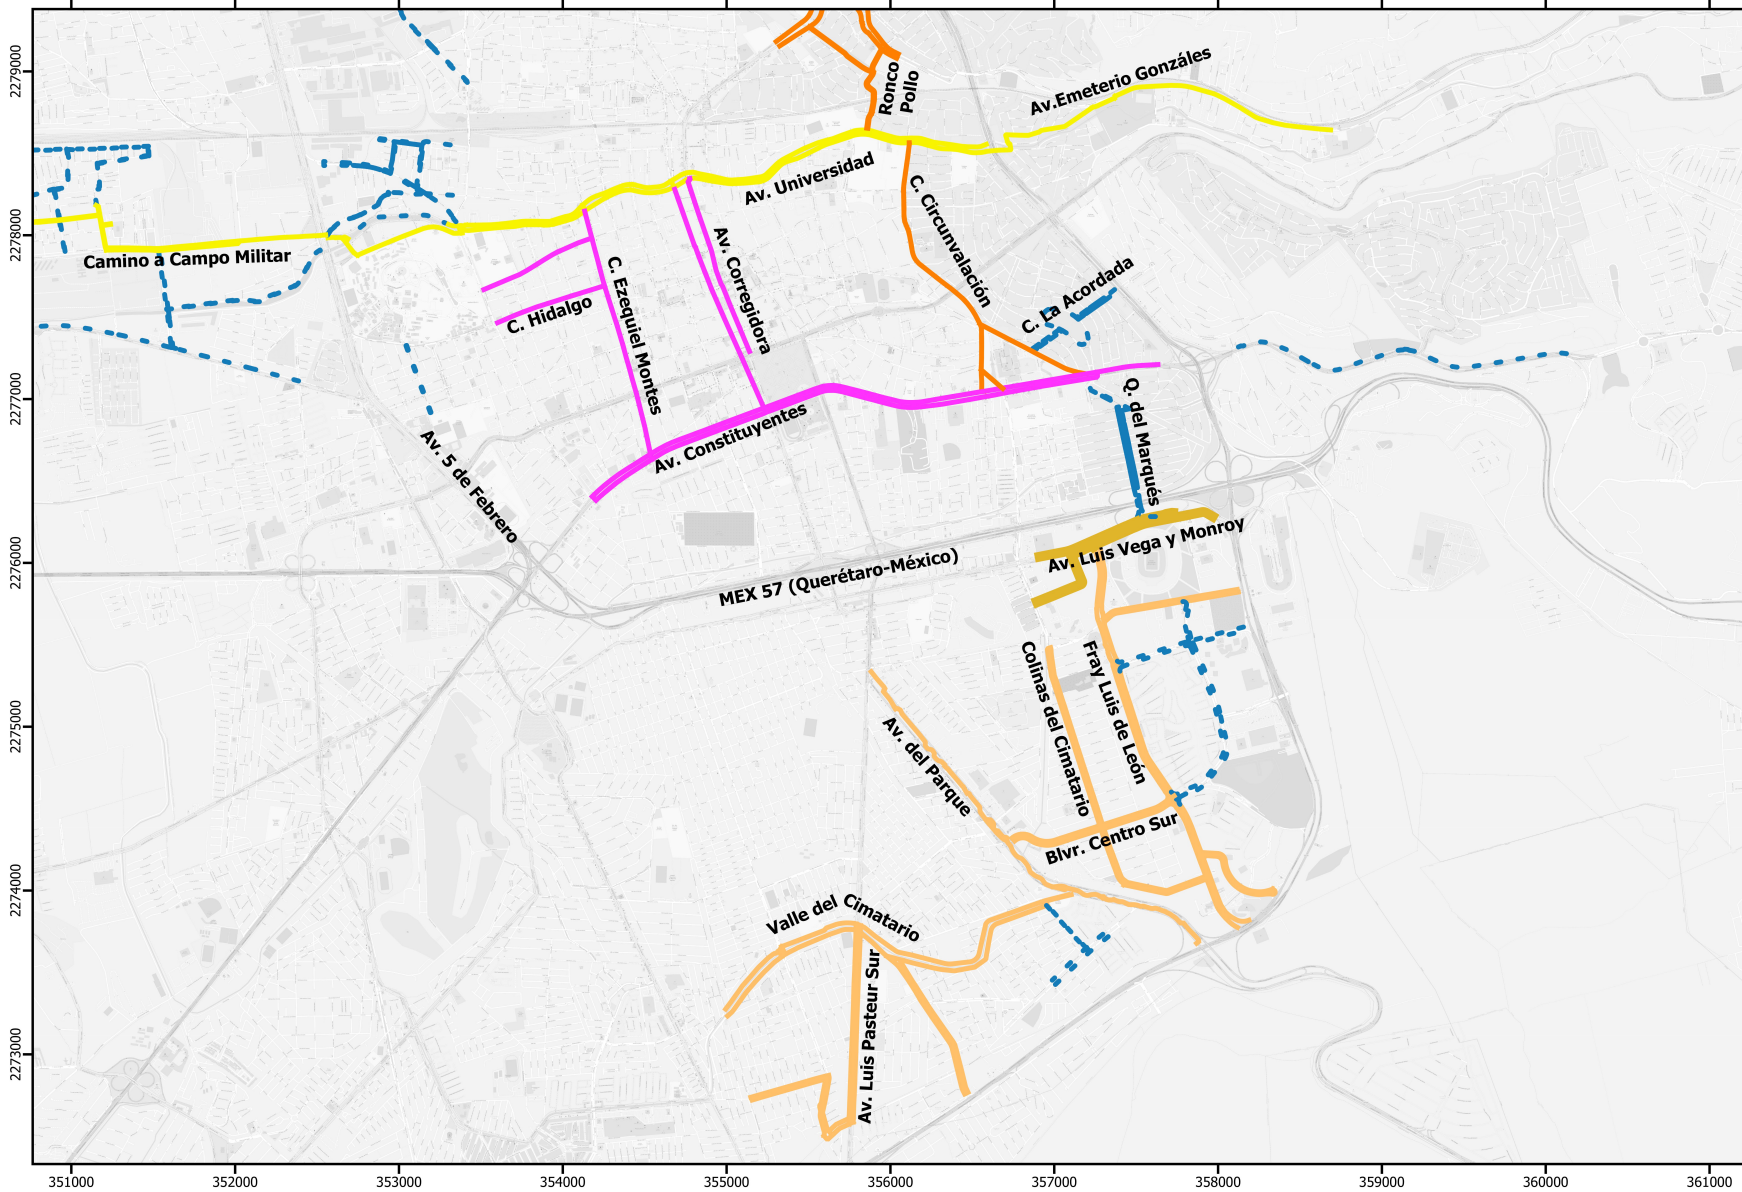 2279000
2278000
2277000
2276000
2275000
2274000
2273000
Av.Emeterio Gonzáles
Ronco
Pollo
Av. Universidad
C. Circunvalación
Camino a Campo Militar
C. Hidalgo
C. Ezequiel Montes
Av. Corregidora
C. La Acordada
Av. Constituyentes
Q. del Marqués
Av. 5 de Febrero
MEX 57 (Querétaro-México)
Av. Luis Vega y Monroy
Colinas del Cimatario
Fray Luis de León
Av. del Parque
Blvr. Centro Sur
Valle del Cimatario
Av. Luis Pasteur Sur
351000
352000
353000
354000
355000
356000
357000
358000
359000
360000
361000